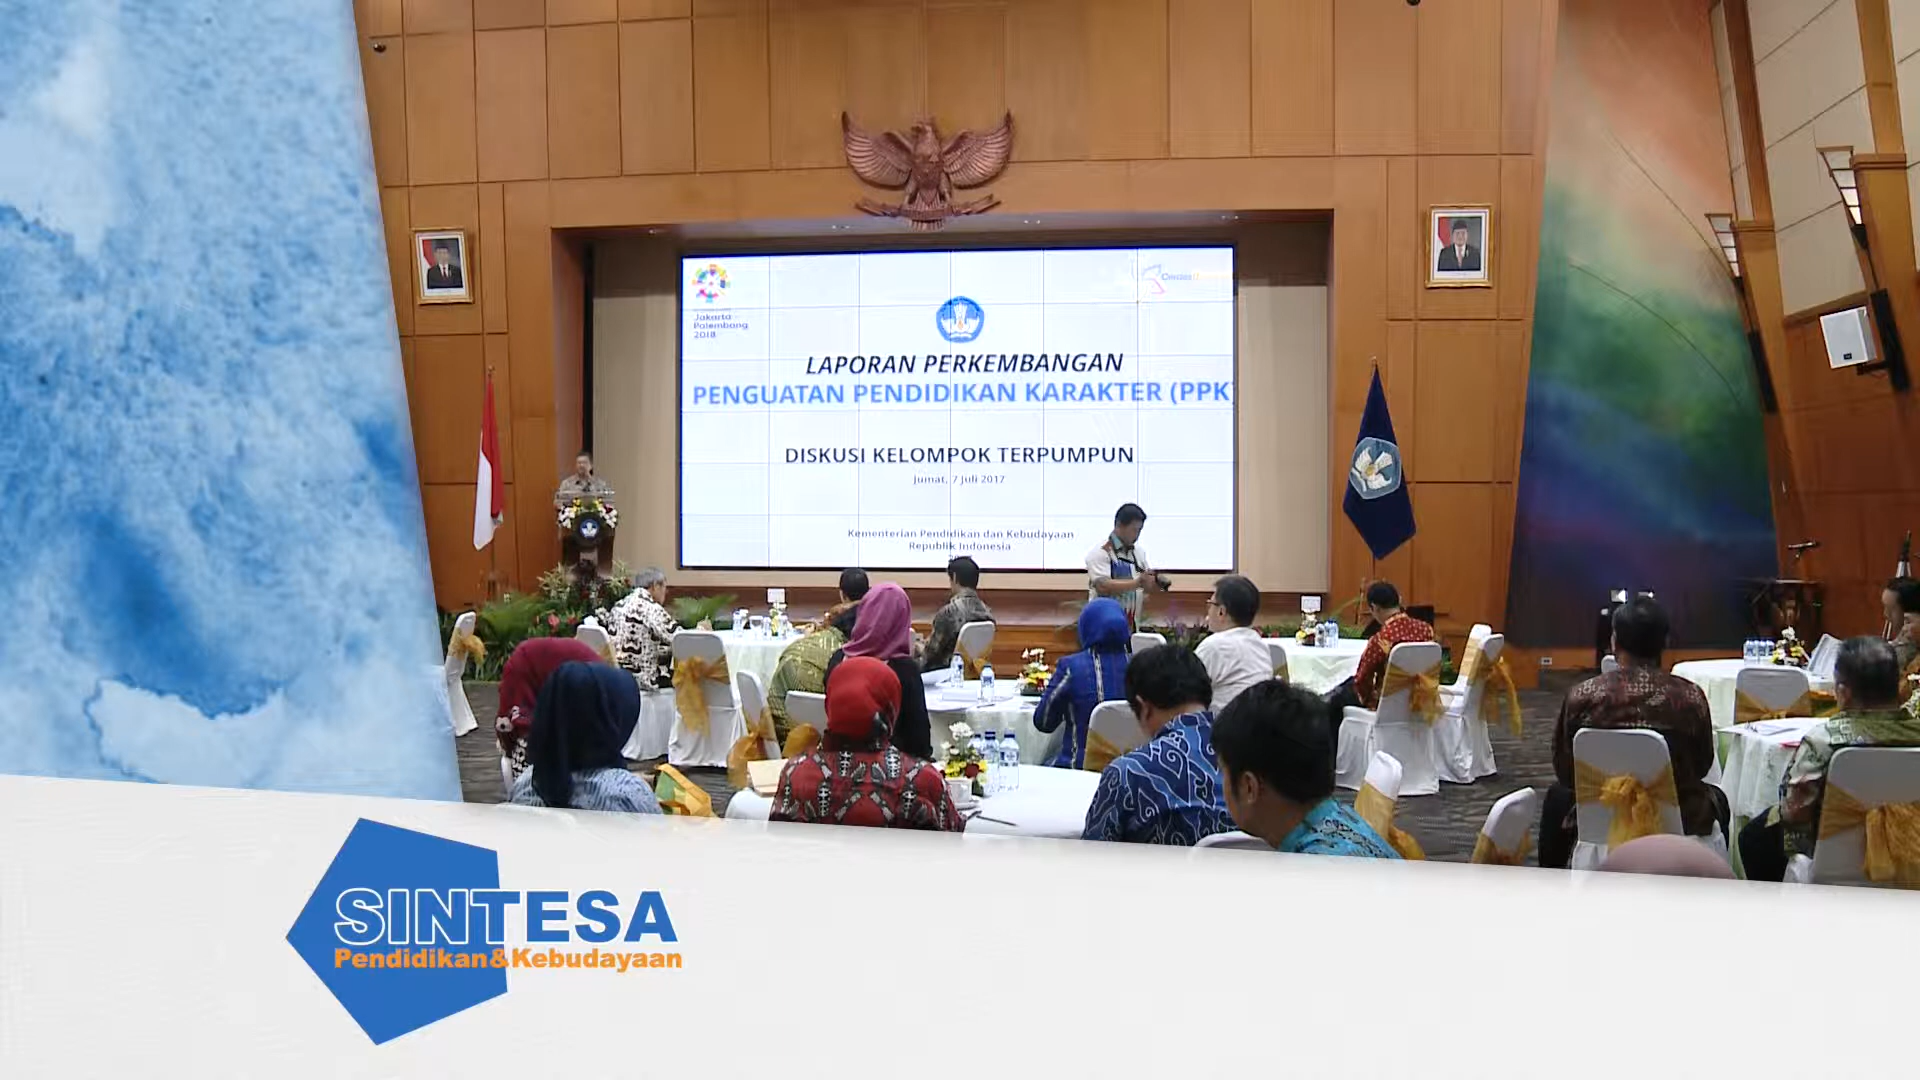 Jakarta
Palembang
2018
LAPORAN PERKEMBANGAN
PENGUATAN PENDIDIKAN KARAKTER (PPK
DISKUSI KELOMPOK TERPUMPUN
Jumat, 7 Juli 2017
Kementerian Pendidikan dan Kebudayaan
Republik Indonesia
SINTESA
Pendidikan&Kebudayaan